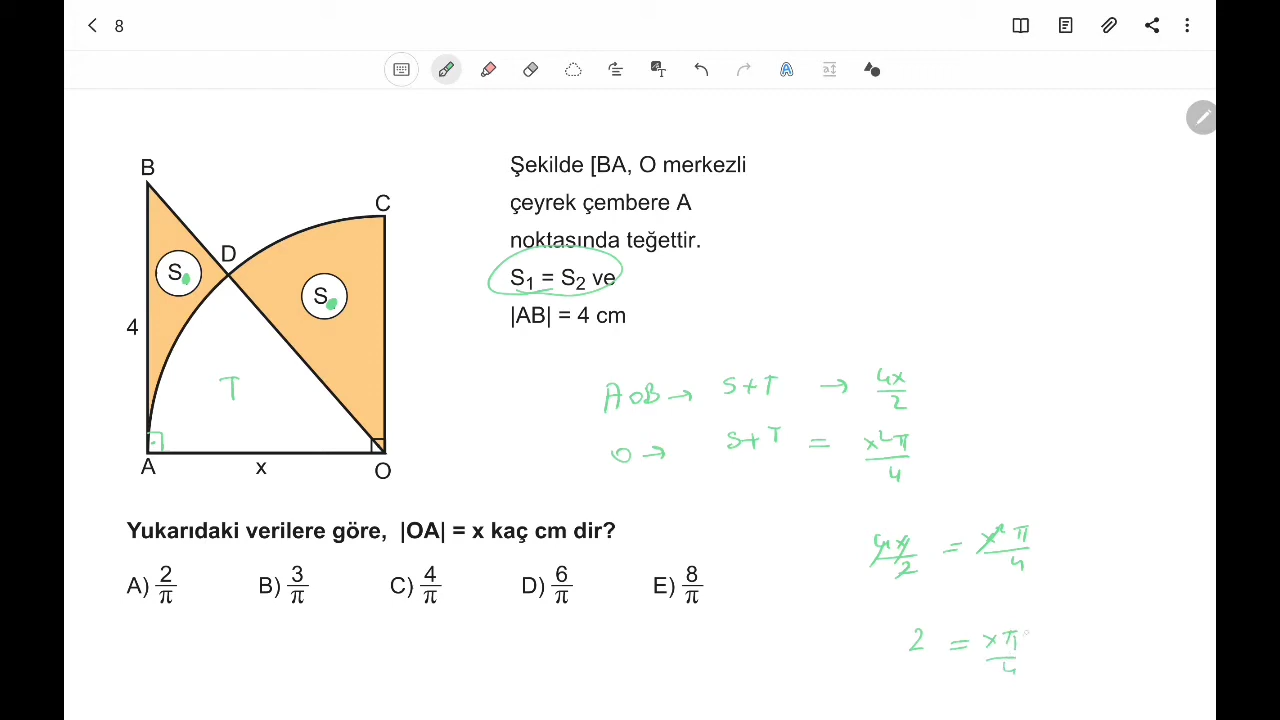 8
B
C
D
S
S
4
T
A
x
O
Şekilde [BA, O merkezli
çeyrek çembere A
noktasında teğettir.
S₁ = S₂ ve
|AB| = 4 cm
AOB → S+T → 4x/2
O → S+T = x²π/4
4x/2 = x²π/4
2 = xπ/4
Yukarıdaki verilere göre, |OA| = x kaç cm dir?
A) 2/π B) 3/π C) 4/π D) 6/π E) 8/π